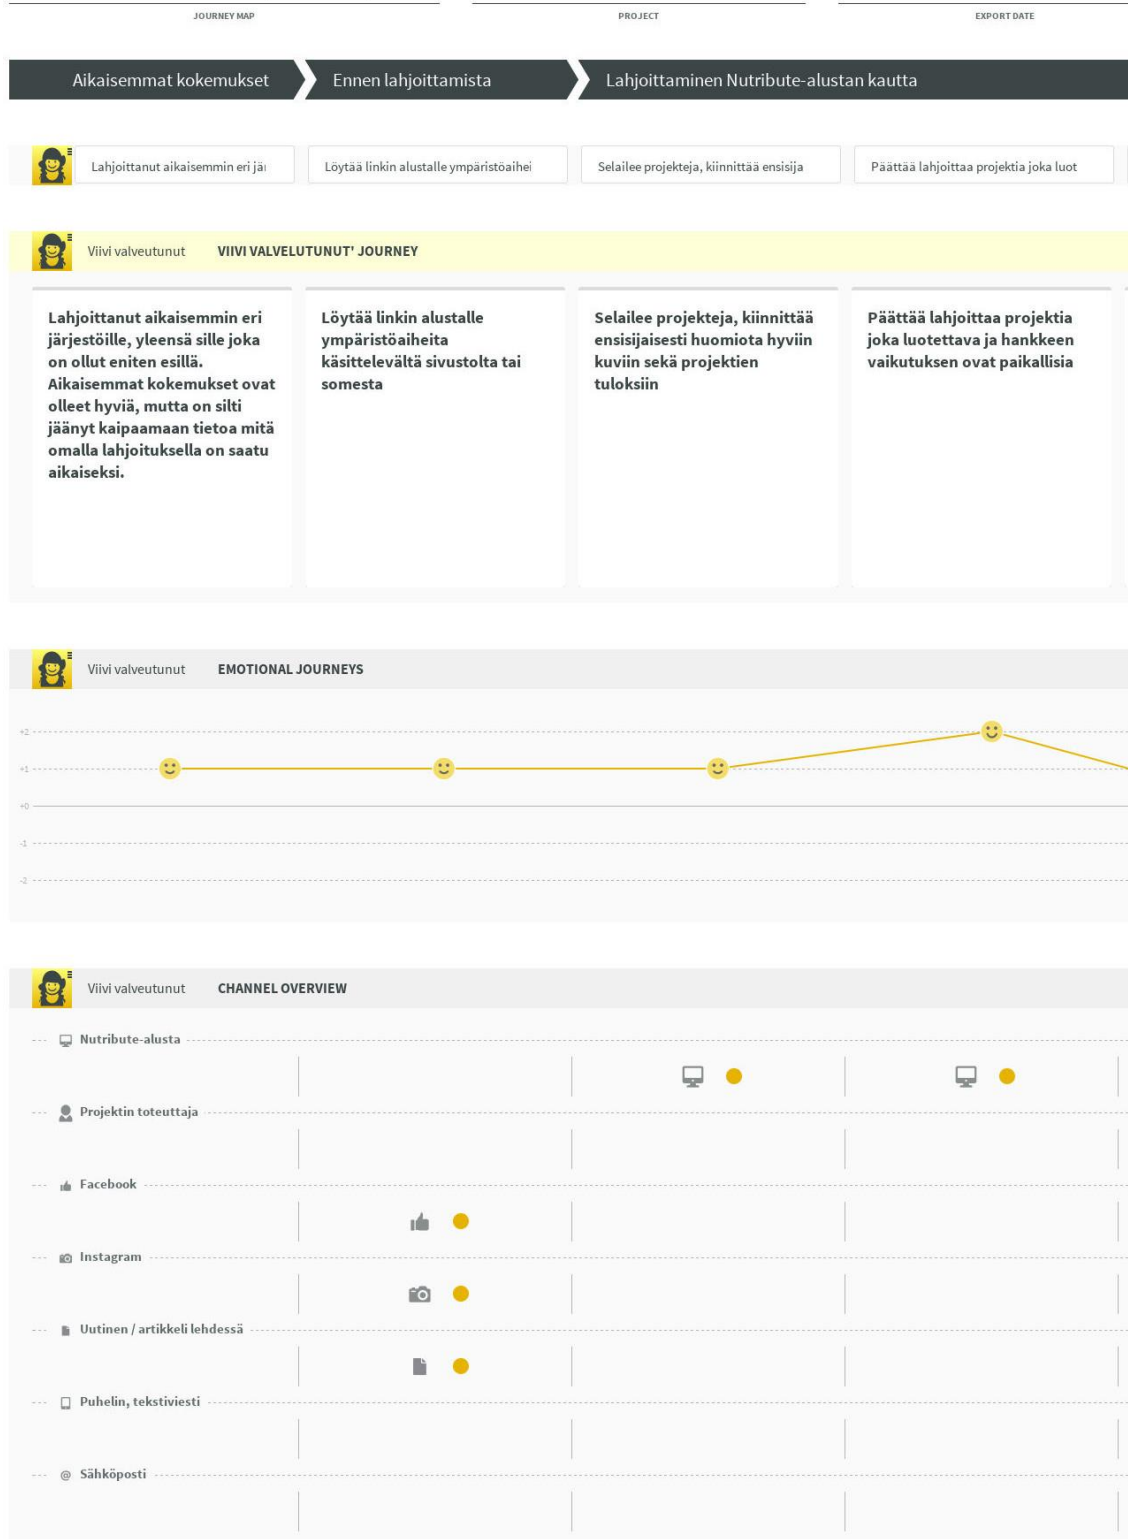 JOURNEY MAP
PROJECT
EXPORT DATE
Aikaisemmat kokemukset
Ennen lahjoittamista
Lahjoittaminen Nutribute-alustan kautta
Lahjoittanut aikaisemmin eri jä
Löytää linkin alustalle ympäristöaihei
Selailee projekteja, kiinnittää ensisija
Päättää lahjoittaa projektia joka luot
Viivi valveutunut
VIIVI VALVELUTUNUT' JOURNEY
Lahjoittanut aikaisemmin eri
järjestöille, yleensä sille joka
on ollut eniten esillä.
Aikaisemmat kokemukset ovat
olleet hyviä, mutta on silti
jäänyt kaipaamaan tietoa mitä
omalla lahjoituksella on saatu
aikaiseksi.
Löytää linkin alustalle
ympäristöaiheita
käsittelevältä sivustolta tai
somesta
Selailee projekteja, kiinnittää
ensisijaisesti huomiota hyviin
kuviin sekä projektien
tuloksiin
Päättää lahjoittaa projektia
joka luotettava ja hankkeen
vaikutuksen ovat paikallisia
Viivi valveutunut
EMOTIONAL JOURNEYS
+2
+1
+0
-1
-2
Viivi valveutunut
CHANNEL OVERVIEW
Nutribute-alusta
Projektin toteuttaja
Facebook
Instagram
Uutinen / artikkeli lehdessä
Puhelin, tekstiviesti
@ Sähköposti